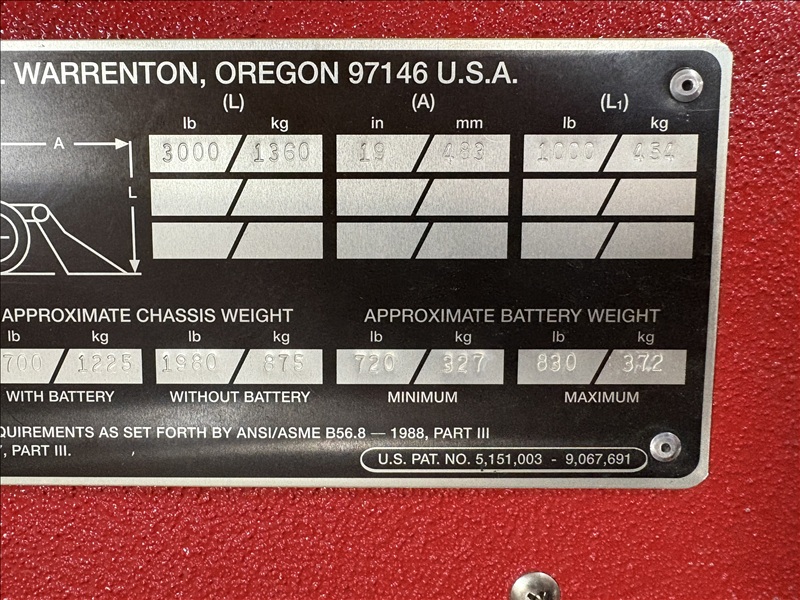 . WARRENTON, OREGON 97146 U.S.A.
(L) (A) (L1)
lb kg in mm lb kg
A 3000 / 1360 19 / 483 1000 / 454
L
APPROXIMATE CHASSIS WEIGHT APPROXIMATE BATTERY WEIGHT
lb kg lb kg lb kg lb kg
700 / 1225 1980 / 875 720 / 327 830 / 372
WITH BATTERY WITHOUT BATTERY MINIMUM MAXIMUM
QUIREMENTS AS SET FORTH BY ANSI/ASME B56.8 — 1988, PART III
, PART III.
U.S. PAT. NO. 5,151,003 - 9,067,691